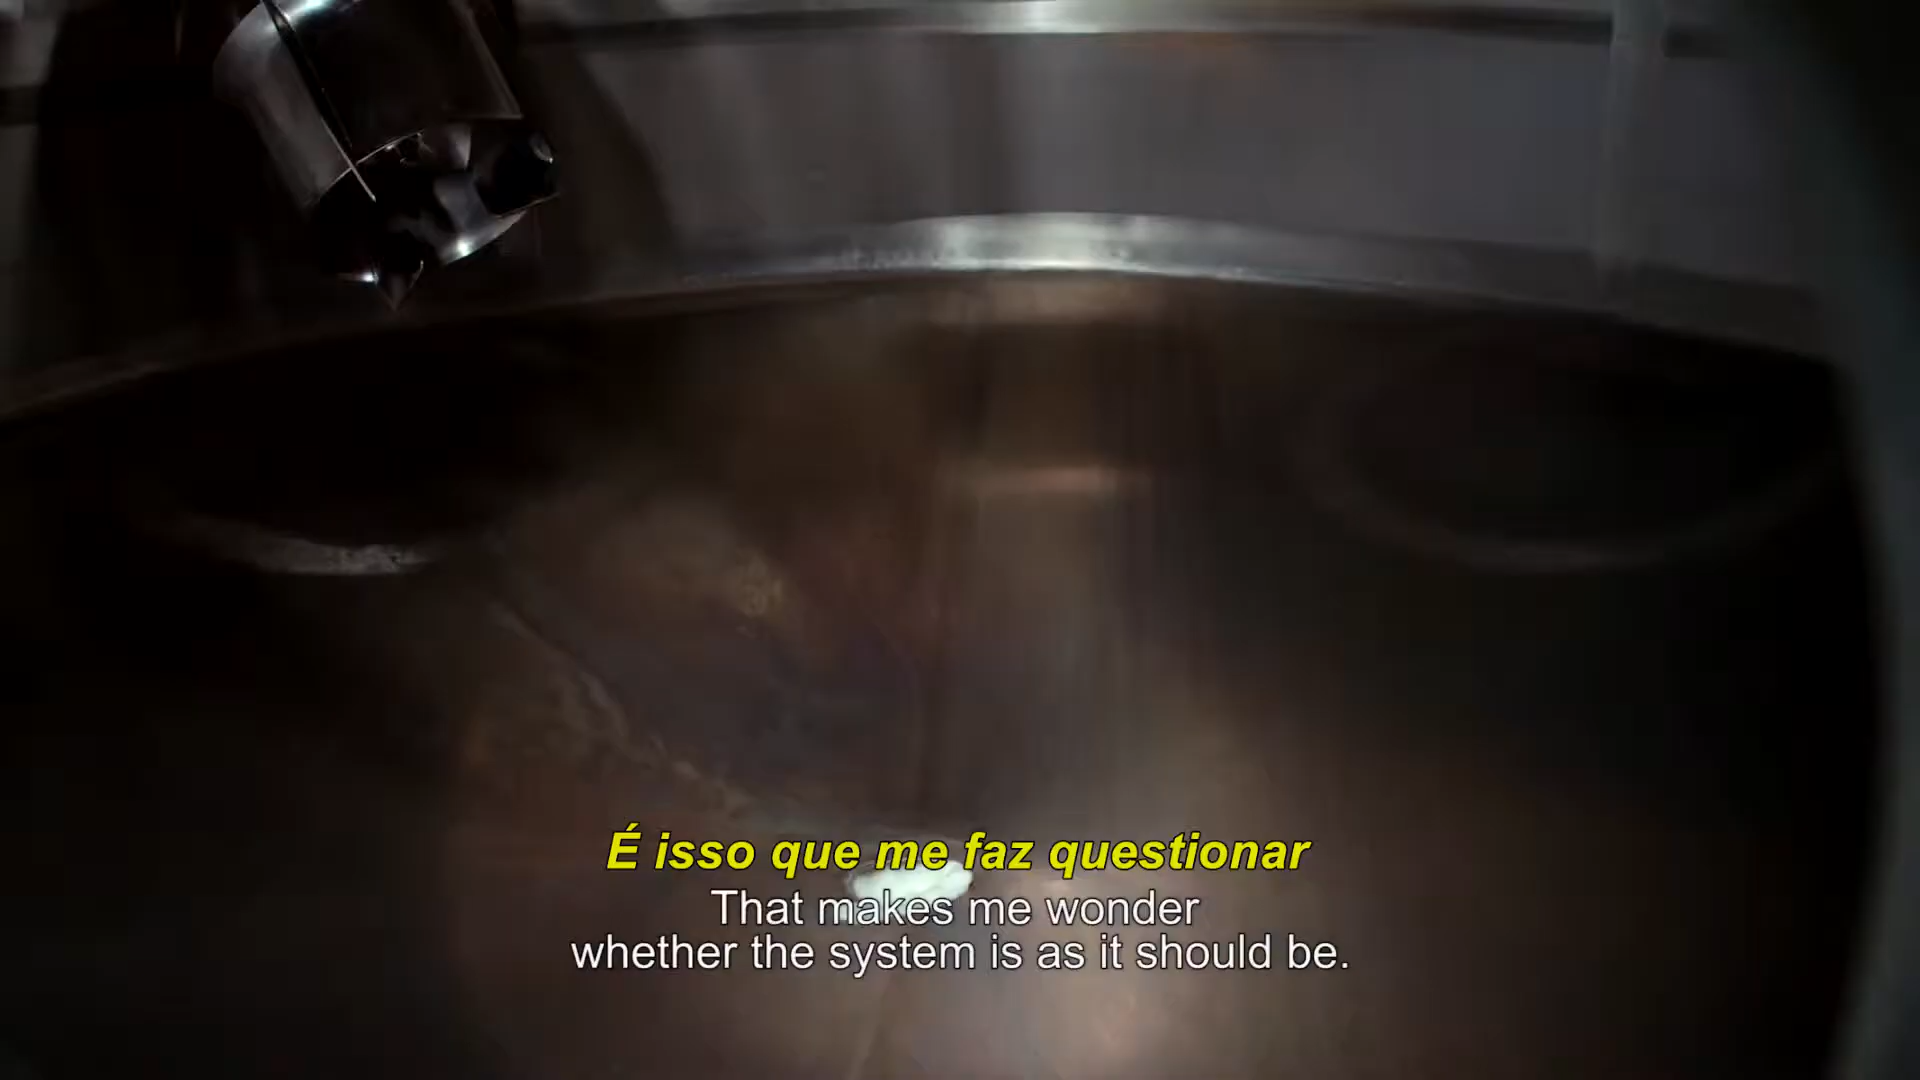 É isso que me faz questionar
That makes me wonder
whether the system is as it should be.